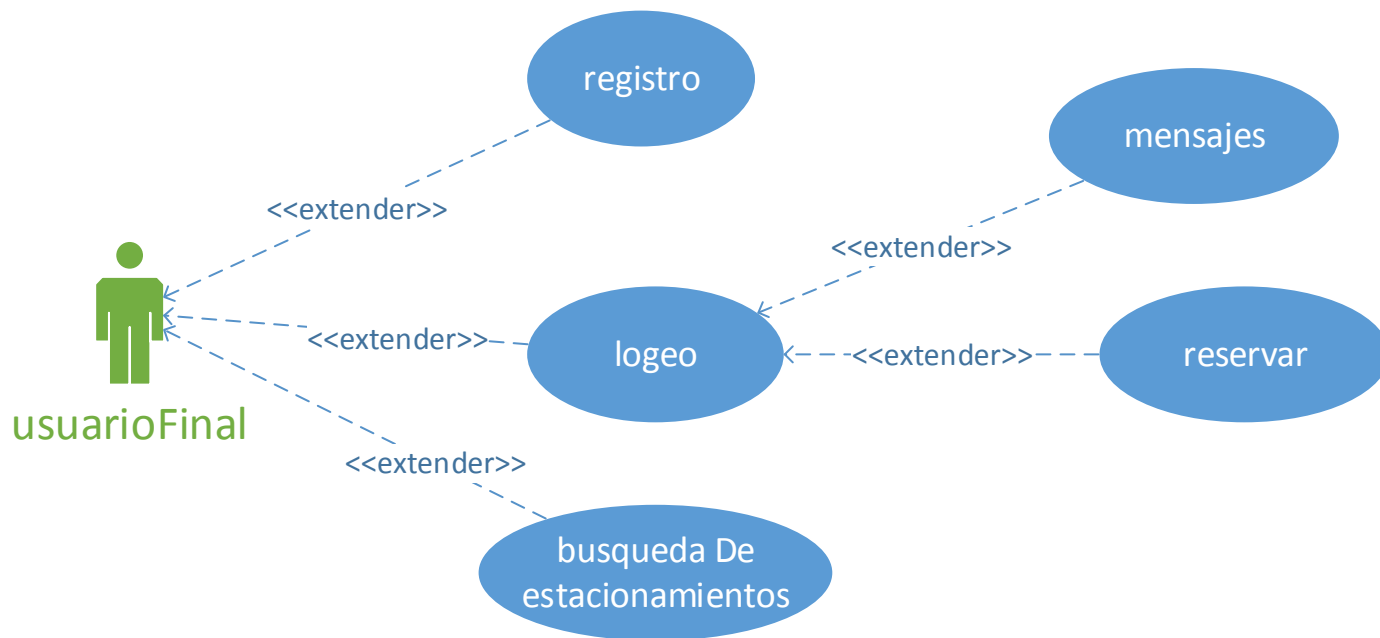 registro
mensajes
<<extender>>
<<extender>>
<<extender>>
logeo
<<extender>>
reservar
usuarioFinal
<<extender>>
busqueda De
estacionamientos